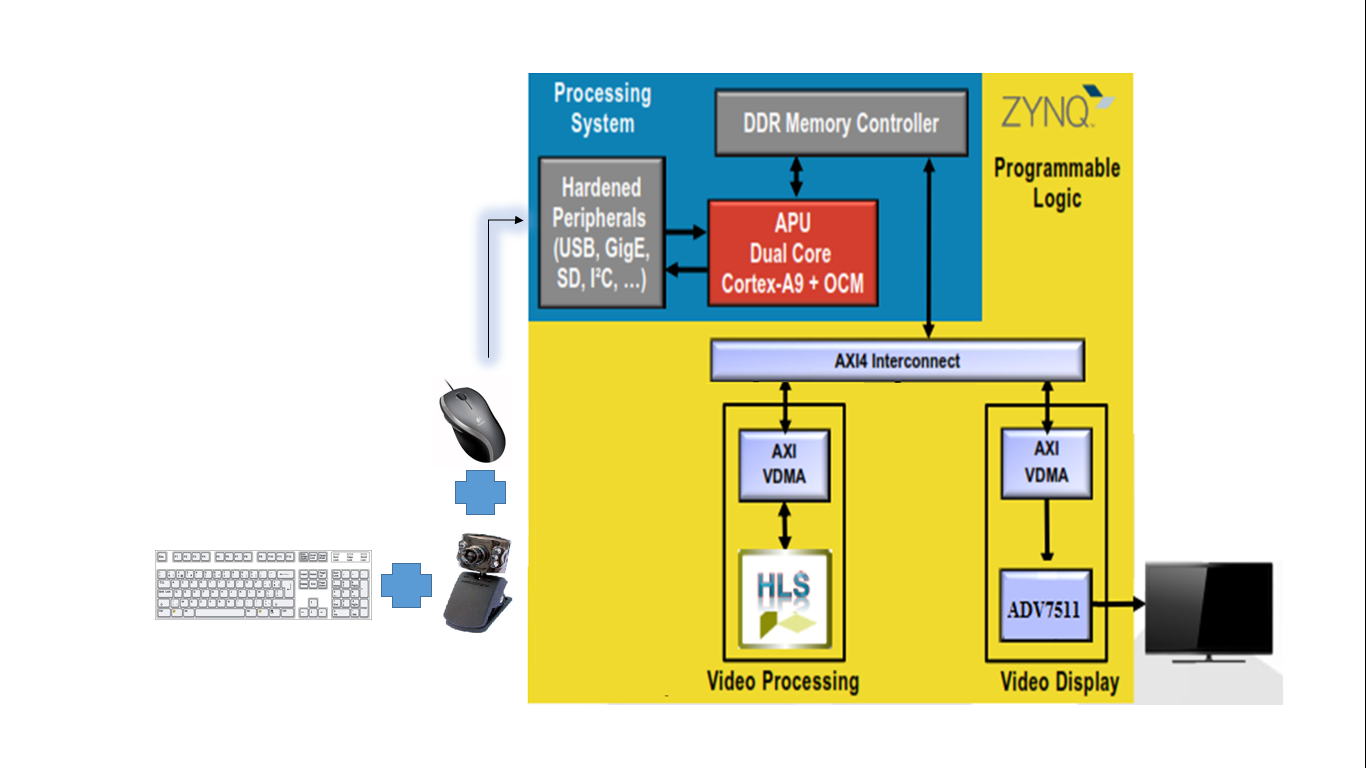 Processing
System
DDR Memory Controller
ZYNQ
Programmable
Logic
Hardened
Peripherals
(USB, GigE,
SD, I²C, ...)
APU
Dual Core
Cortex-A9 + OCM
AXI4 Interconnect
AXI
VDMA
AXI
VDMA
HLS
ADV7511
Video Processing
Video Display